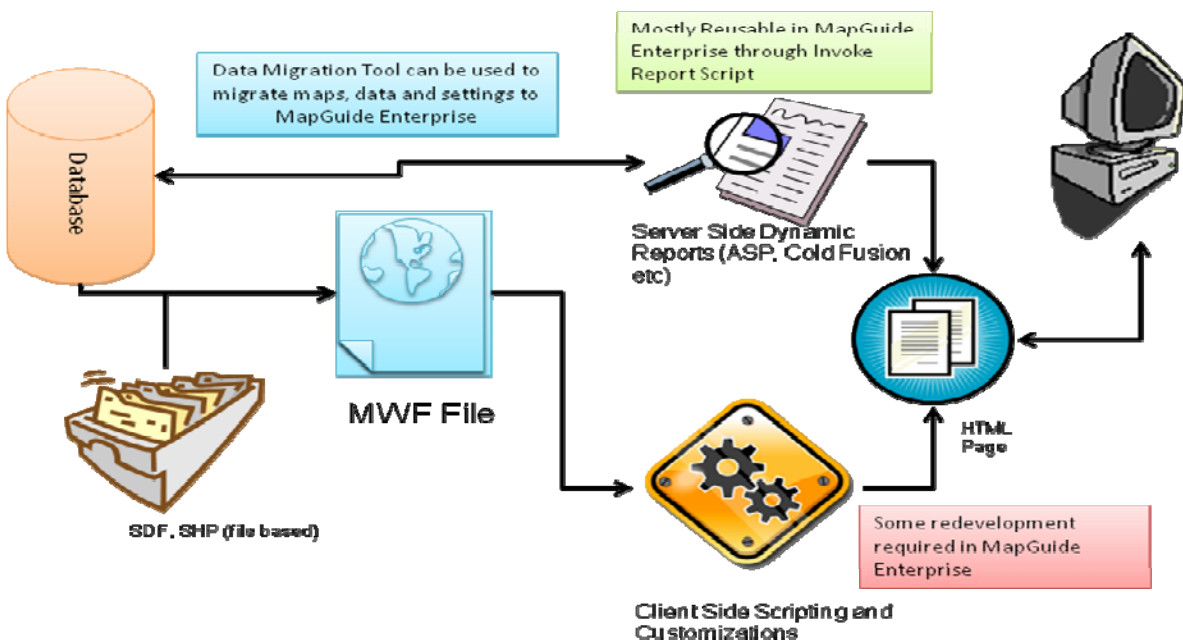 Mostly Reusable in MapGuide
Enterprise through Invoke
Report Script
Data Migration Tool can be used to
migrate maps, data and settings to
MapGuide Enterprise
Database
Server Side Dynamic
Reports (ASP, Cold Fusion
etc)
MWF File
HTML
Page
SDF, SHP (file based)
Some redevelopment
required in MapGuide
Enterprise
Client Side Scripting and
Customizations